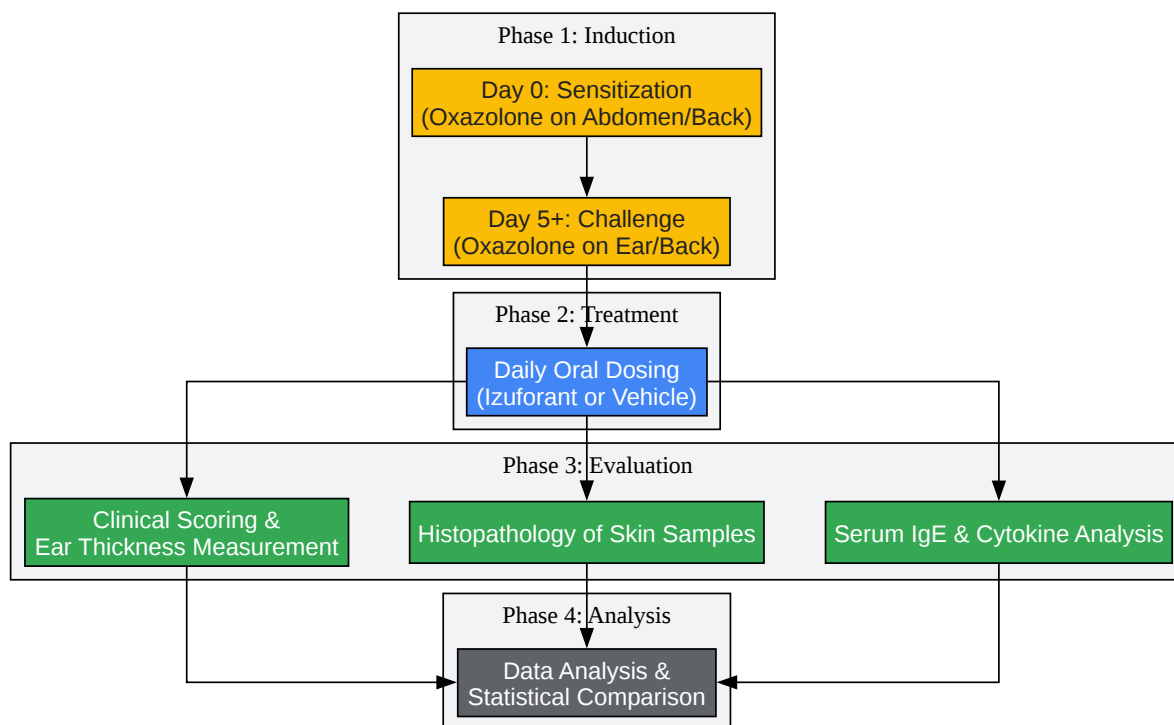 Phase 1: Induction
Day 0: Sensitization
(Oxazolone on Abdomen/Back)
Day 5+: Challenge
(Oxazolone on Ear/Back)
Phase 2: Treatment
Daily Oral Dosing
(Izuforant or Vehicle)
Phase 3: Evaluation
Clinical Scoring &
Ear Thickness Measurement
Histopathology of Skin Samples
Serum IgE & Cytokine Analysis
Phase 4: Analysis
Data Analysis &
Statistical Comparison